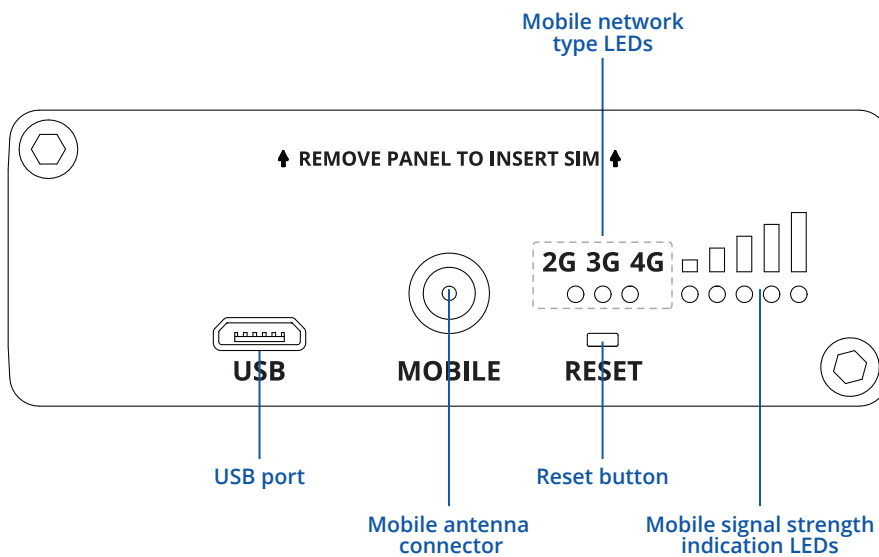 Mobile network
type LEDs
REMOVE PANEL TO INSERT SIM
2G 3G 4G
USB
MOBILE
RESET
USB port
Reset button
Mobile antenna
connector
Mobile signal strength
indication LEDs